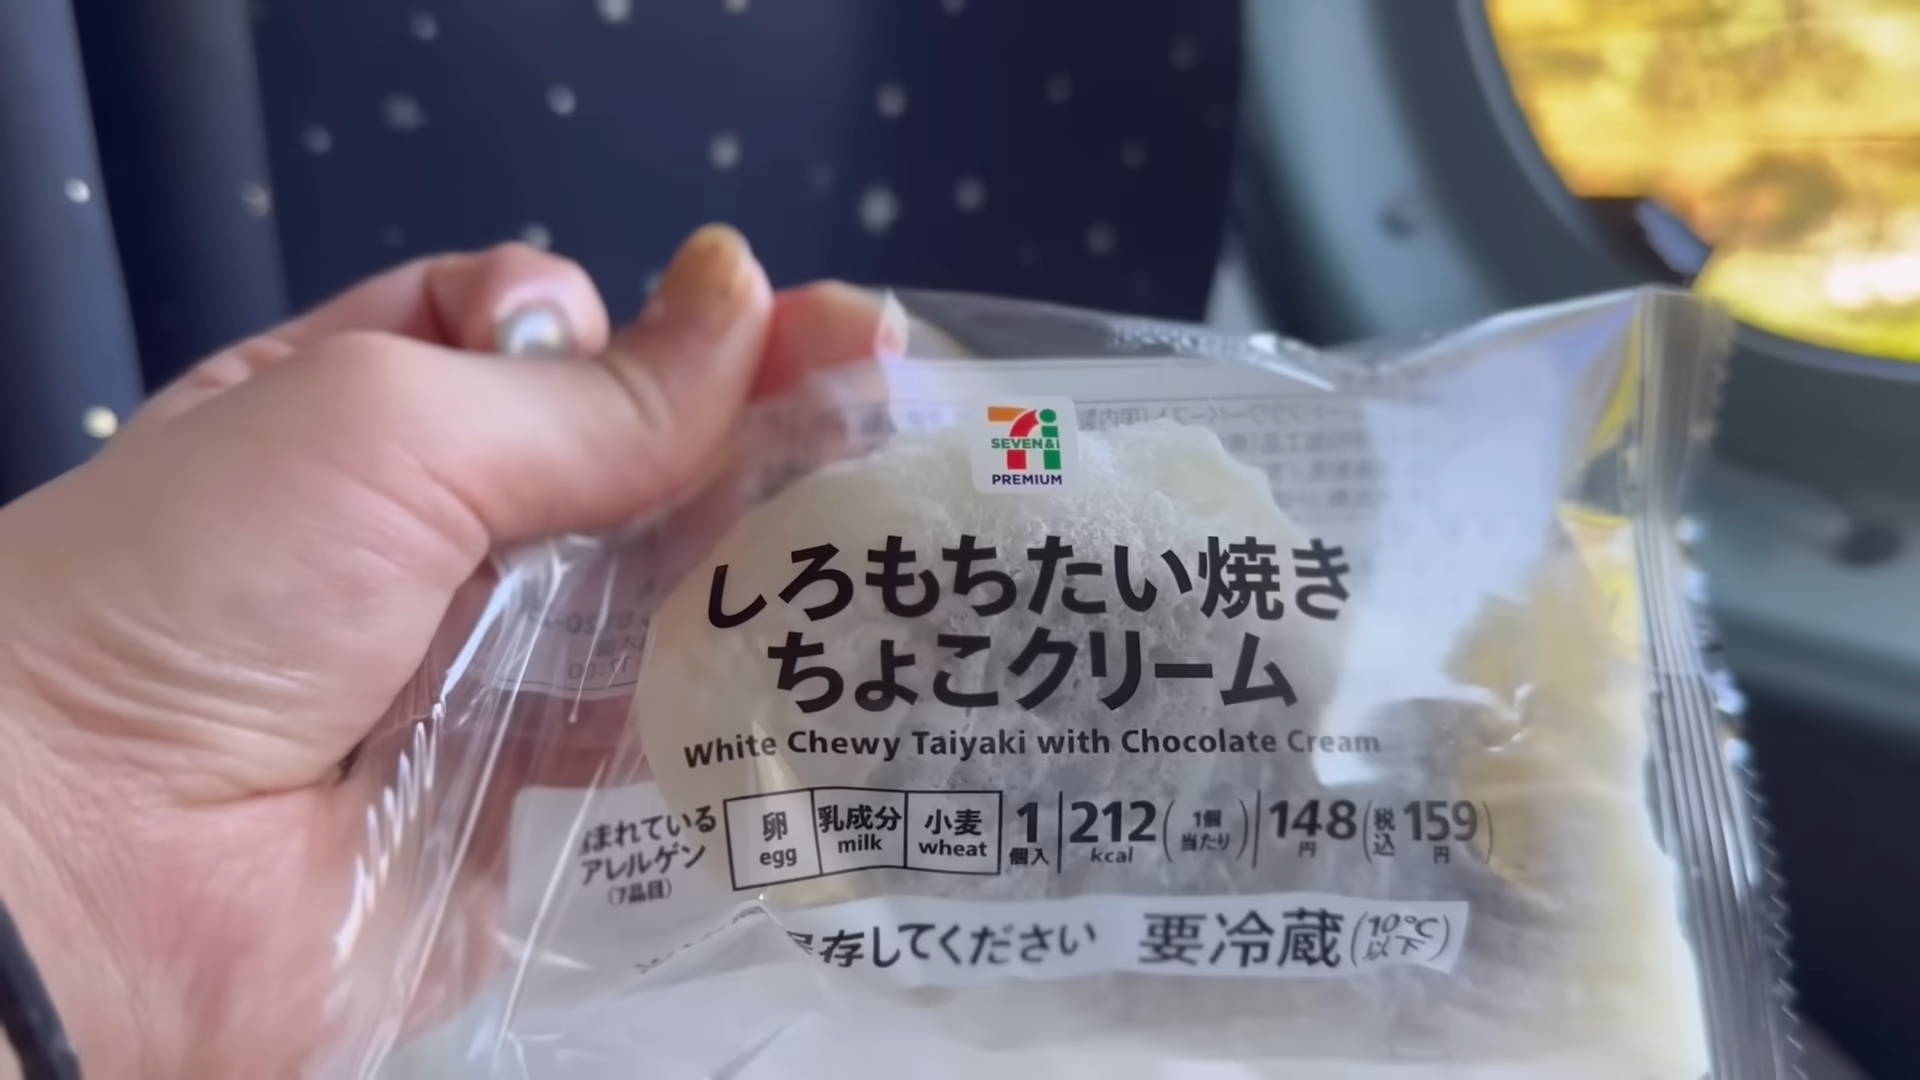 SEVEN&i
PREMIUM
しろもちたい焼き
ちょこクリーム
White Chewy Taiyaki with Chocolate Cream
まれている
アレルゲン
(7品目)
卵
egg
乳成分
milk
小麦
wheat
1
個入
212
kcal
(1個
当たり)
148
円
(税
込
159
円)
存してください 要冷蔵(10℃
以下)